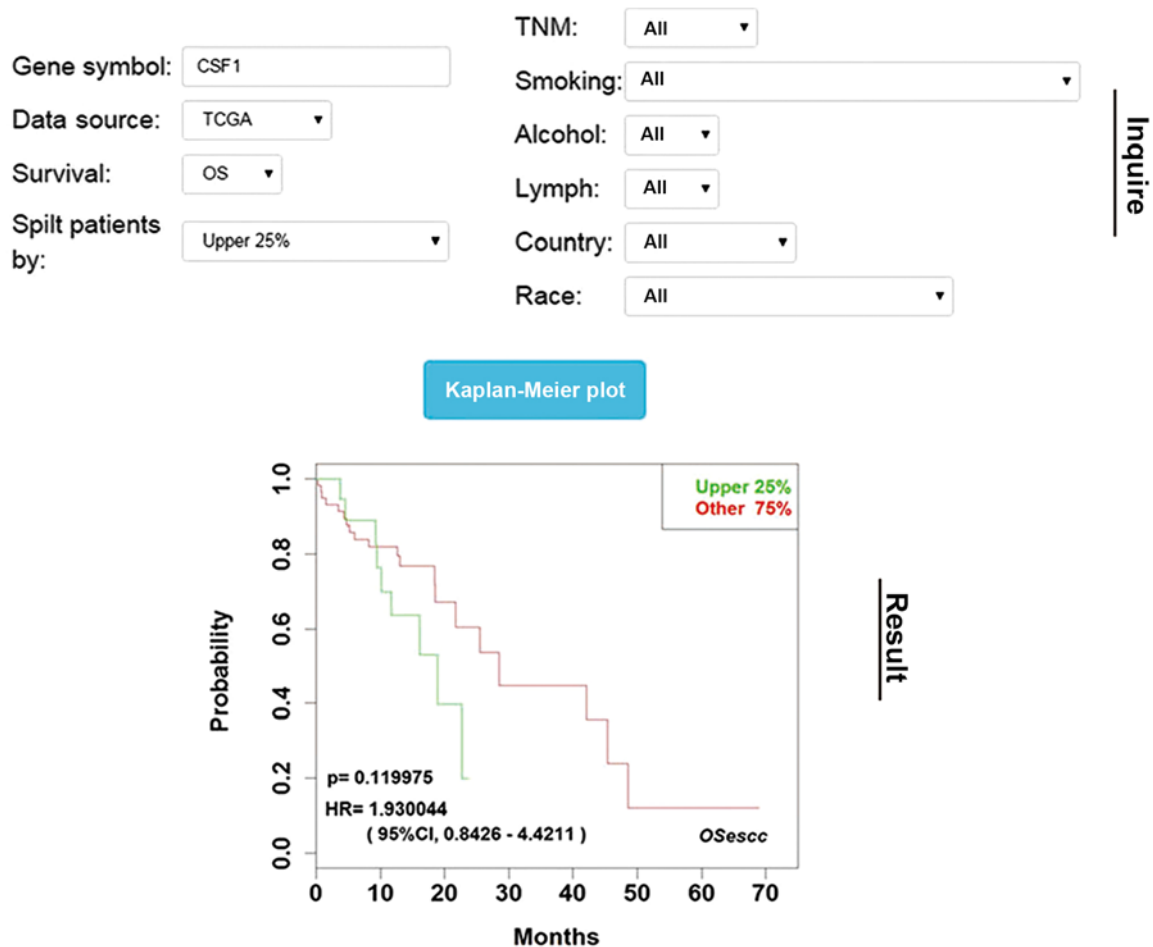 Gene symbol: CSF1
Data source: TCGA
Survival: OS
Spilt patients
by: Upper 25%
TNM: All
Smoking: All
Alcohol: All
Lymph: All
Country: All
Race: All
Inquire
Kaplan-Meier plot
Upper 25%
Other 75%
Probability
1.0
0.8
0.6
0.4
0.2
0.0
p= 0.119975
HR= 1.930044
( 95%CI, 0.8426 - 4.4211 )
OSescc
0 10 20 30 40 50 60 70
Months
Result